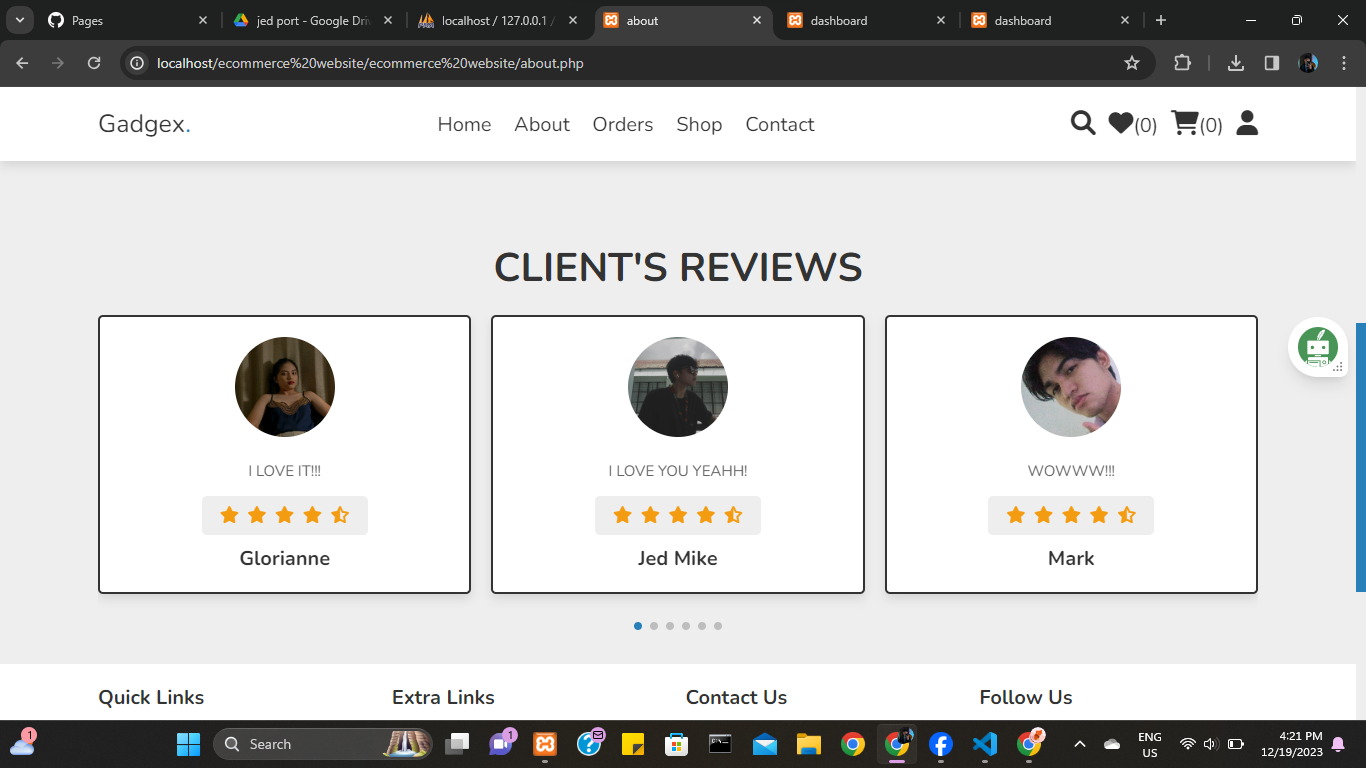 Pages
jed port - Google Dri
localhost / 127.0.0.1 /
about
dashboard
dashboard
localhost/ecommerce%20website/ecommerce%20website/about.php
Gadgex.
Home
About
Orders
Shop
Contact
(0)
(0)
CLIENT'S REVIEWS
I LOVE IT!!!
Glorianne
I LOVE YOU YEAHH!
Jed Mike
WOWWW!!!
Mark
Quick Links
Extra Links
Contact Us
Follow Us
1
Search
1
ENG
US
4:21 PM
12/19/2023